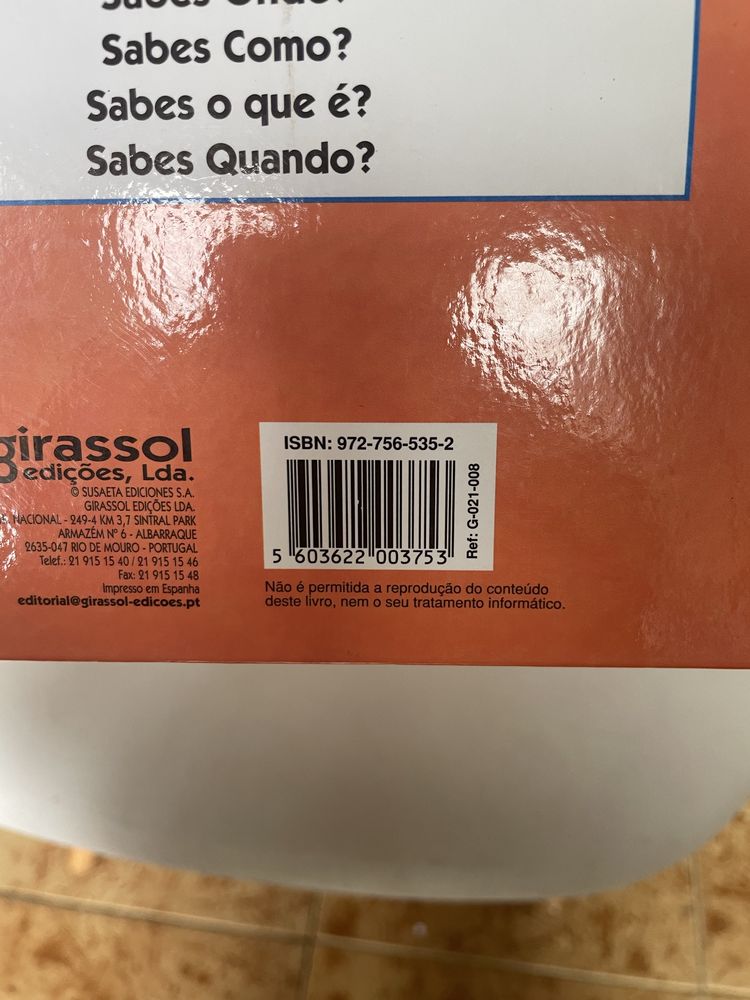 Sabes Onde?
Sabes Como?
Sabes o que é?
Sabes Quando?
girassol
edições, Lda.
© SUSAETA EDICIONES S.A.
GIRASSOL EDIÇÕES LDA.
NACIONAL - 249-4 KM 3,7 SINTRAL PARK
ARMAZÉM Nº 6 - ALBARRAQUE
2635-047 RIO DE MOURO - PORTUGAL
Telef.: 21 915 15 40 / 21 915 15 46
Fax: 21 915 15 48
Impresso em Espanha
editorial@girassol-edicoes.pt
ISBN: 972-756-535-2
5 603622 003753
Ref: G-021-008
Não é permitida a reprodução do conteúdo
deste livro, nem o seu tratamento informático.